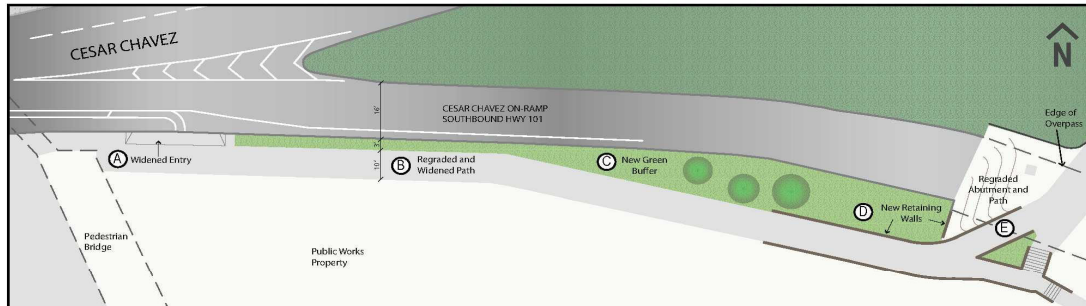 CESAR CHAVEZ
N
16'
CESAR CHAVEZ ON-RAMP
SOUTHBOUND HWY 101
Edge of
Overpass
A
Widened Entry
3'
10'
B
Regraded and
Widened Path
C
New Green
Buffer
Regraded
Abutment and
Path
D
New Retaining
Walls
E
Pedestrian
Bridge
Public Works
Property